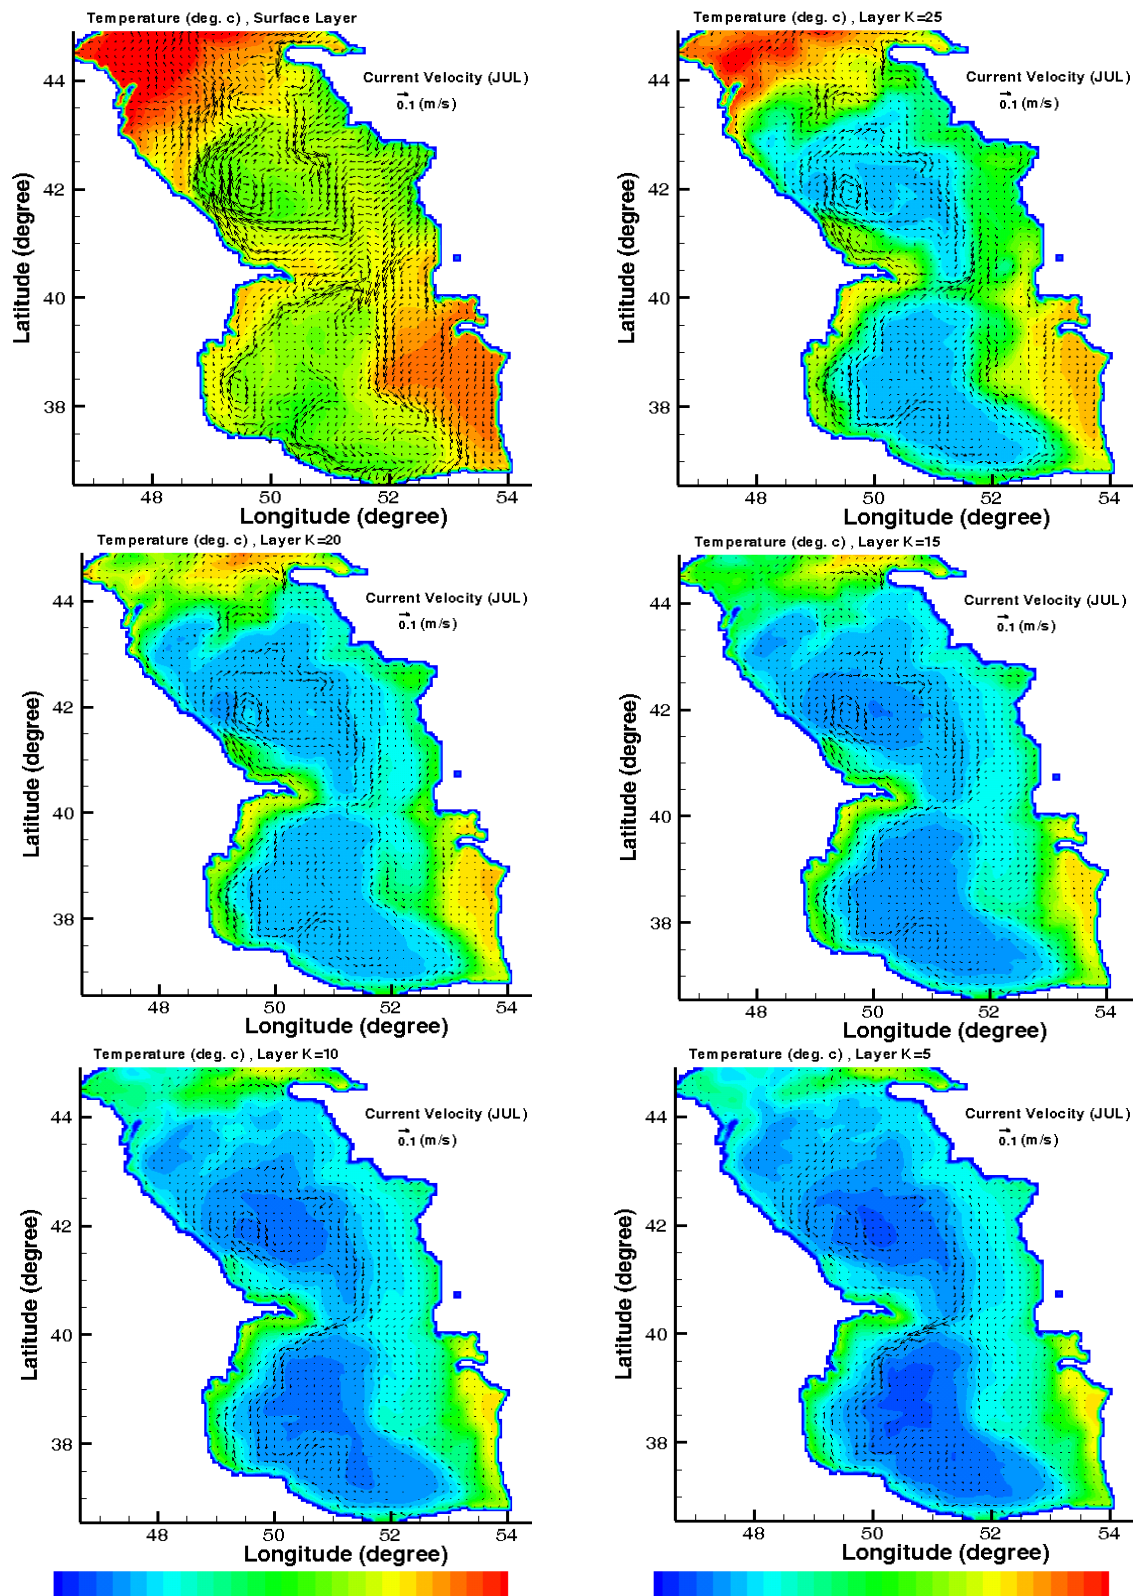 Temperature (deg. c) , Surface Layer
44
Current Velocity (JUL)
0.1 (m/s)
42
40
38
Latitude (degree)
48 50 52 54
Longitude (degree)
Temperature (deg. c) , Layer K=25
44
Current Velocity (JUL)
0.1 (m/s)
42
40
38
Latitude (degree)
48 50 52 54
Longitude (degree)
Temperature (deg. c) , Layer K=20
44
Current Velocity (JUL)
0.1 (m/s)
42
40
38
Latitude (degree)
48 50 52 54
Longitude (degree)
Temperature (deg. c) , Layer K=15
44
Current Velocity (JUL)
0.1 (m/s)
42
40
38
Latitude (degree)
48 50 52 54
Longitude (degree)
Temperature (deg. c) , Layer K=10
44
Current Velocity (JUL)
0.1 (m/s)
42
40
38
Latitude (degree)
48 50 52 54
Longitude (degree)
Temperature (deg. c) , Layer K=5
44
Current Velocity (JUL)
0.1 (m/s)
42
40
38
Latitude (degree)
48 50 52 54
Longitude (degree)